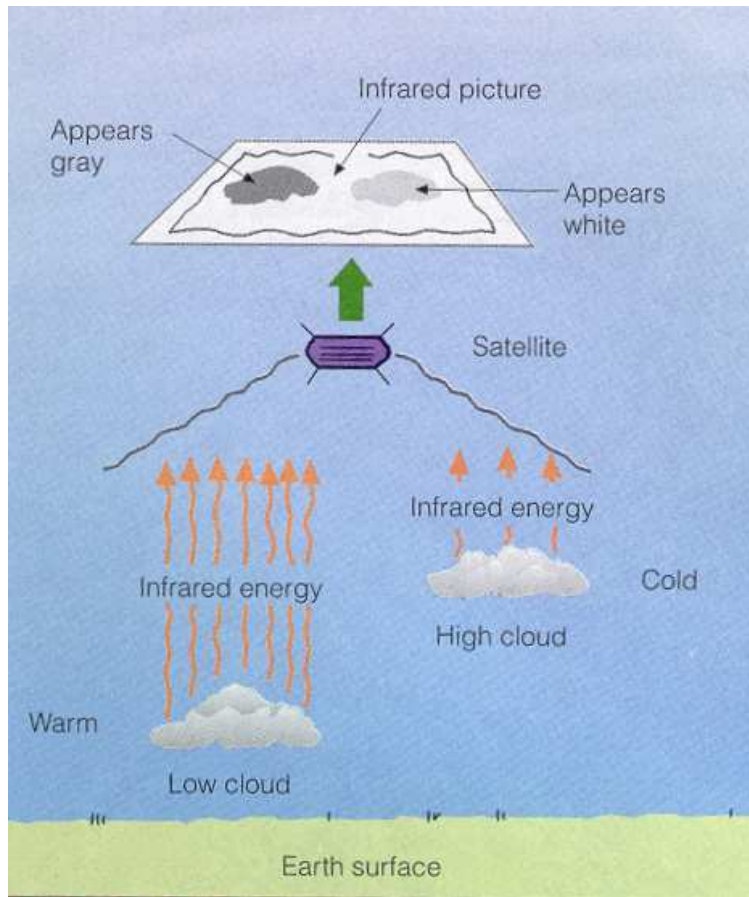 Infrared picture
Appears
gray
Appears
white
Satellite
Infrared energy
Infrared energy
Cold
High cloud
Warm
Low cloud
Earth surface